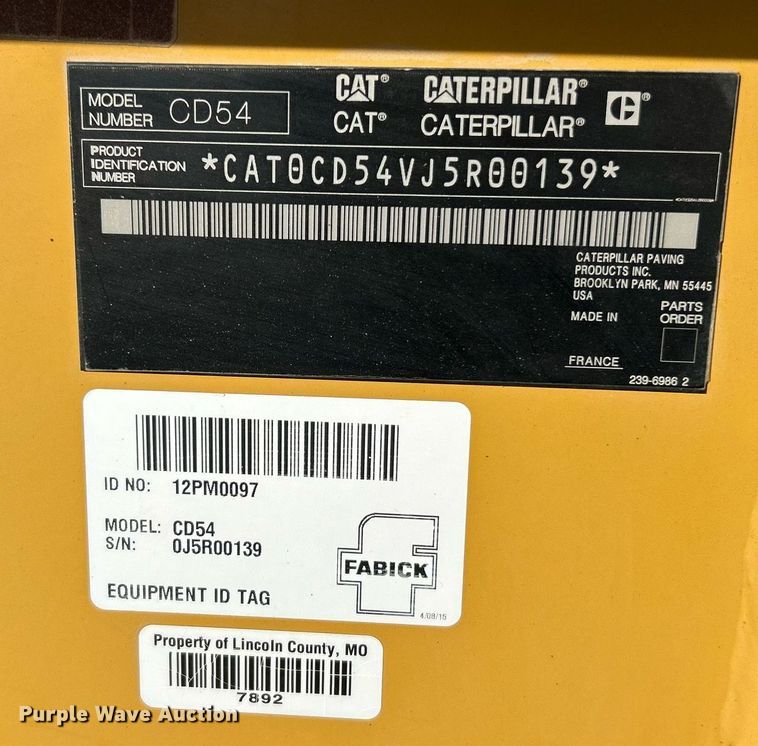 CAT® CATERPILLAR®
CAT® CATERPILLAR®
MODEL NUMBER CD54
PRODUCT IDENTIFICATION NUMBER *CAT0CD54VJ5R00139*
CATERPILLAR PAVING
PRODUCTS INC.
BROOKLYN PARK, MN 55445
USA
MADE IN
FRANCE
PARTS
ORDER
239-6986 2
ID NO: 12PM0097
MODEL: CD54
S/N: 0J5R00139
EQUIPMENT ID TAG
FABICK
4/08/15
Property of Lincoln County, MO
7892
Purple Wave Auction